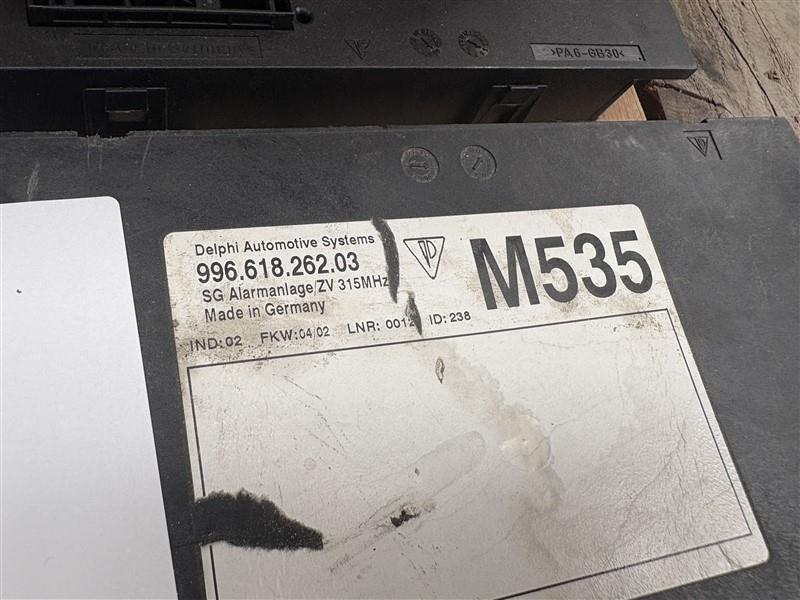 >PA6-GB30<
Delphi Automotive Systems
996.618.262.03
SG Alarmanlage/ZV 315MHz
Made in Germany
IND:02 FKW:04/02 LNR: 0012 ID: 238
M535